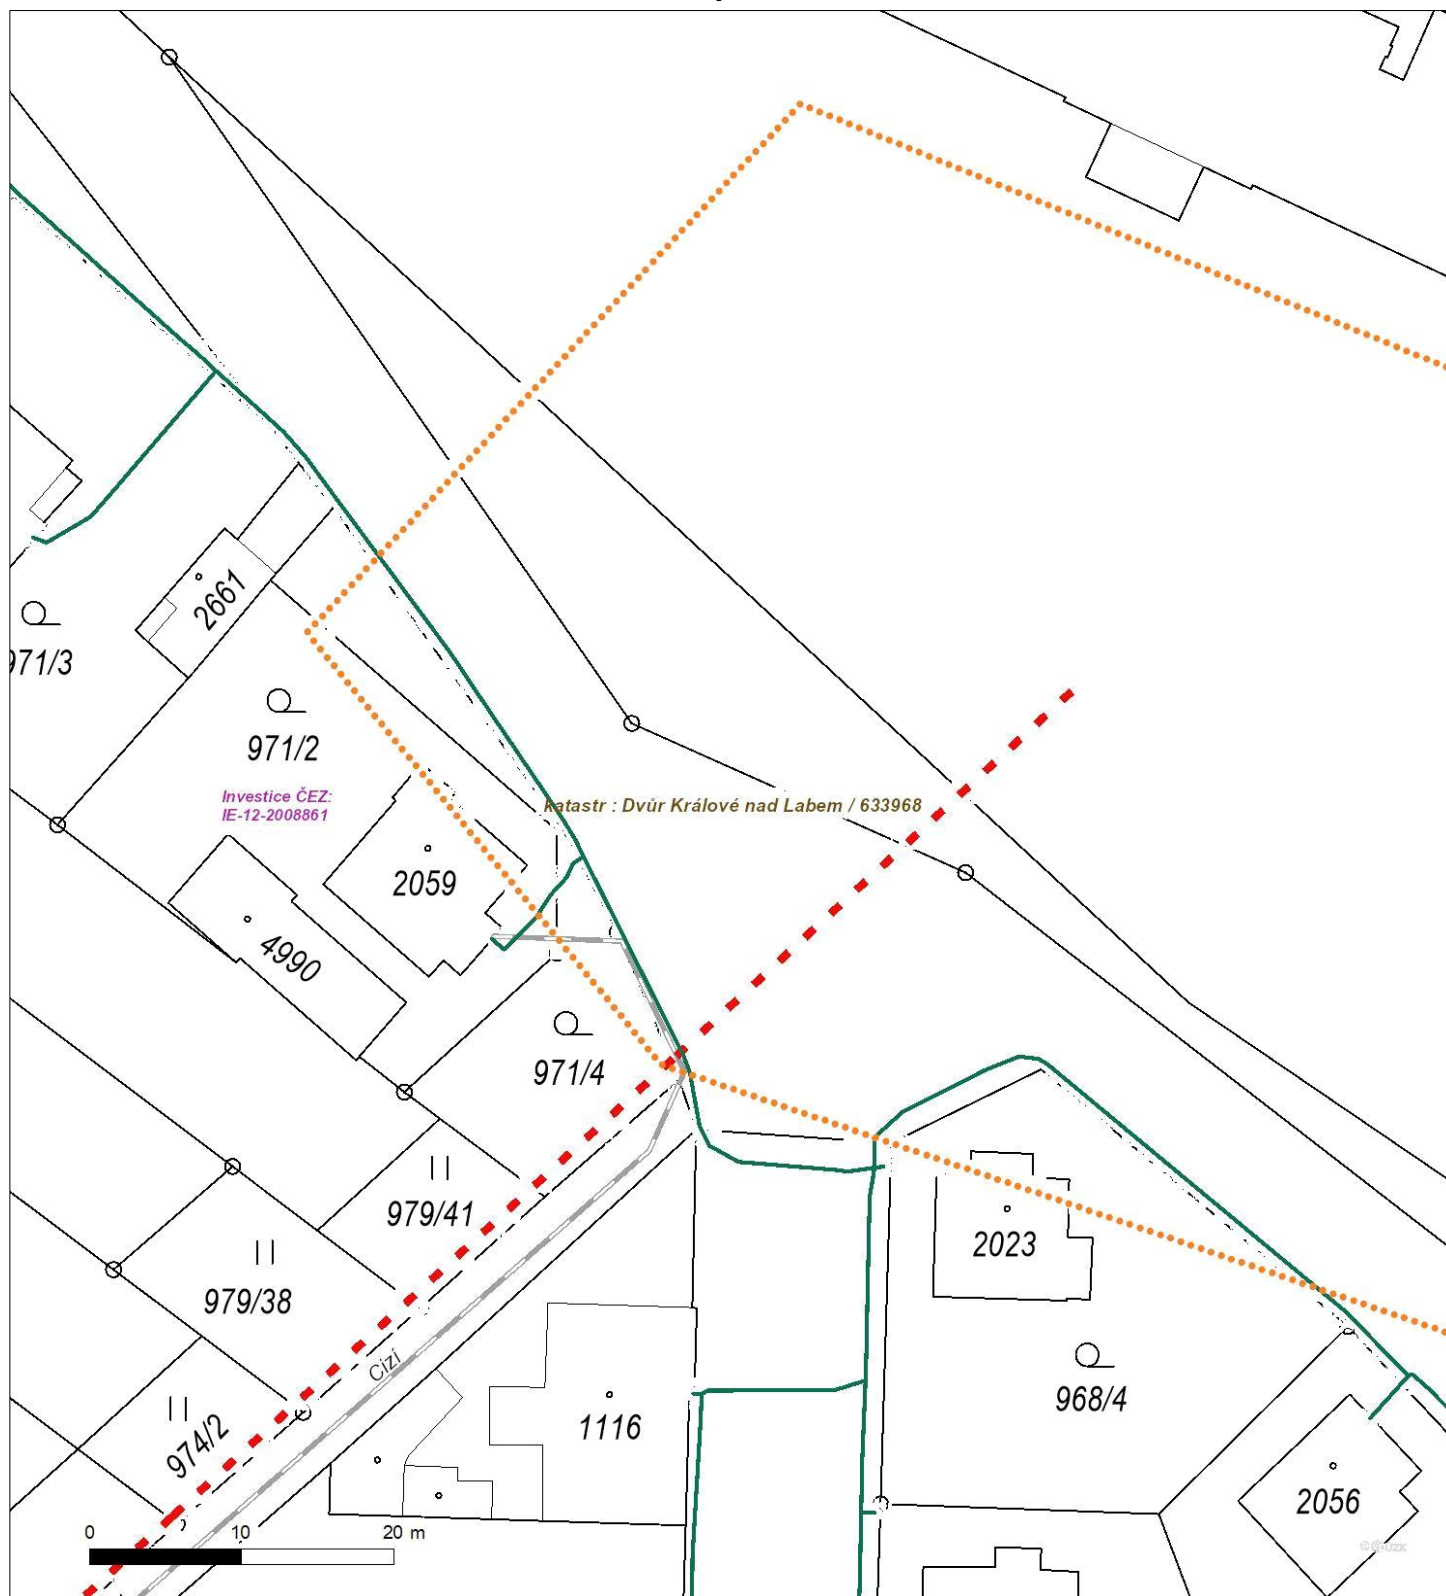 2661
971/3
971/2
Investice ČEZ:
IE-12-2008861
katastr : Dvůr Králové nad Labem / 633968
2059
4990
971/4
979/41
2023
979/38
Cizí
968/4
1116
974/2
2056
0 10 20 m